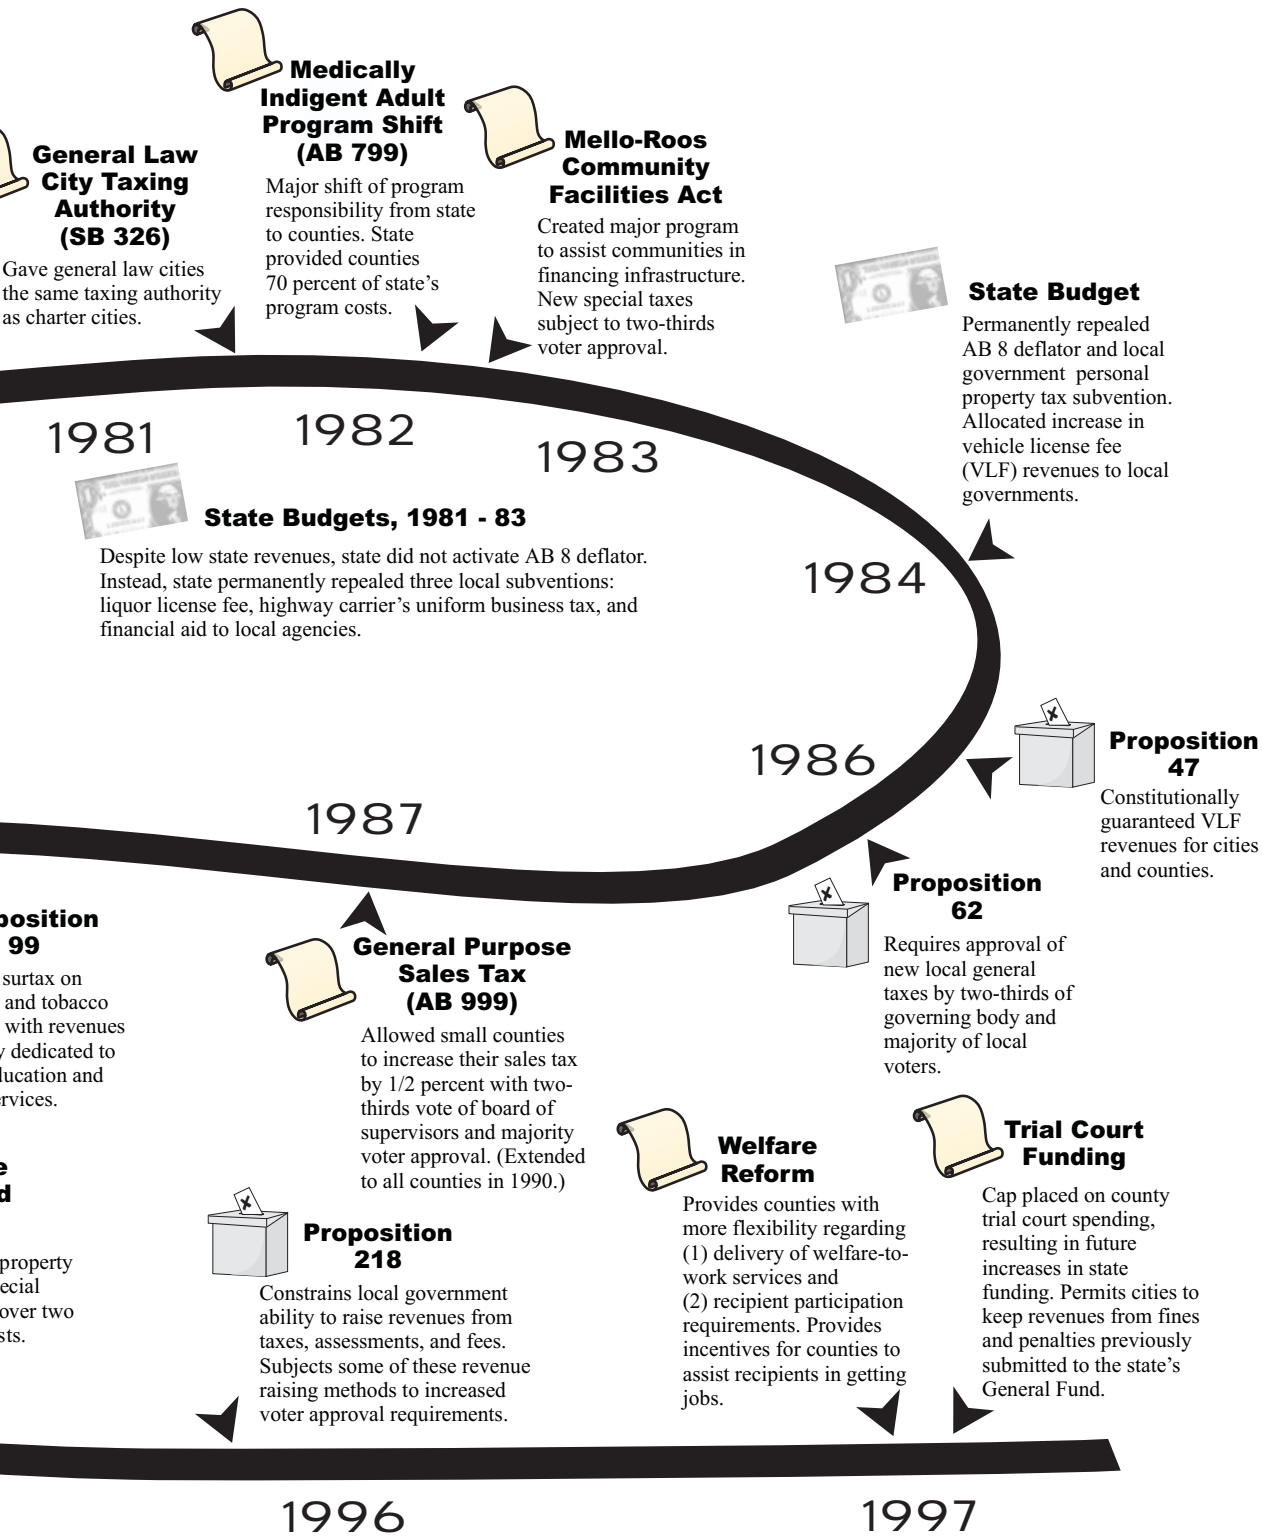 Medically
Indigent Adult
Program Shift
(AB 799)
Major shift of program
responsibility from state
to counties. State
provided counties
70 percent of state's
program costs.
Mello-Roos
Community
Facilities Act
Created major program
to assist communities in
financing infrastructure.
New special taxes
subject to two-thirds
voter approval.
General Law
City Taxing
Authority
(SB 326)
Gave general law cities
the same taxing authority
as charter cities.
State Budget
Permanently repealed
AB 8 deflator and local
government personal
property tax subvention.
Allocated increase in
vehicle license fee
(VLF) revenues to local
governments.
1981
1982
1983
State Budgets, 1981 - 83
Despite low state revenues, state did not activate AB 8 deflator.
Instead, state permanently repealed three local subventions:
liquor license fee, highway carrier's uniform business tax, and
financial aid to local agencies.
1984
1986
1987
Proposition
47
Constitutionally
guaranteed VLF
revenues for cities
and counties.
Proposition
62
Requires approval of
new local general
taxes by two-thirds of
governing body and
majority of local
voters.
position
99
surtax on
and tobacco
with revenues
y dedicated to
ducation and
ervices.
General Purpose
Sales Tax
(AB 999)
Allowed small counties
to increase their sales tax
by 1/2 percent with two-
thirds vote of board of
supervisors and majority
voter approval. (Extended
to all counties in 1990.)
e
d
property
ecial
over two
sts.
Proposition
218
Constrains local government
ability to raise revenues from
taxes, assessments, and fees.
Subjects some of these revenue
raising methods to increased
voter approval requirements.
Welfare
Reform
Provides counties with
more flexibility regarding
(1) delivery of welfare-to-
work services and
(2) recipient participation
requirements. Provides
incentives for counties to
assist recipients in getting
jobs.
Trial Court
Funding
Cap placed on county
trial court spending,
resulting in future
increases in state
funding. Permits cities to
keep revenues from fines
and penalties previously
submitted to the state's
General Fund.
1996
1997